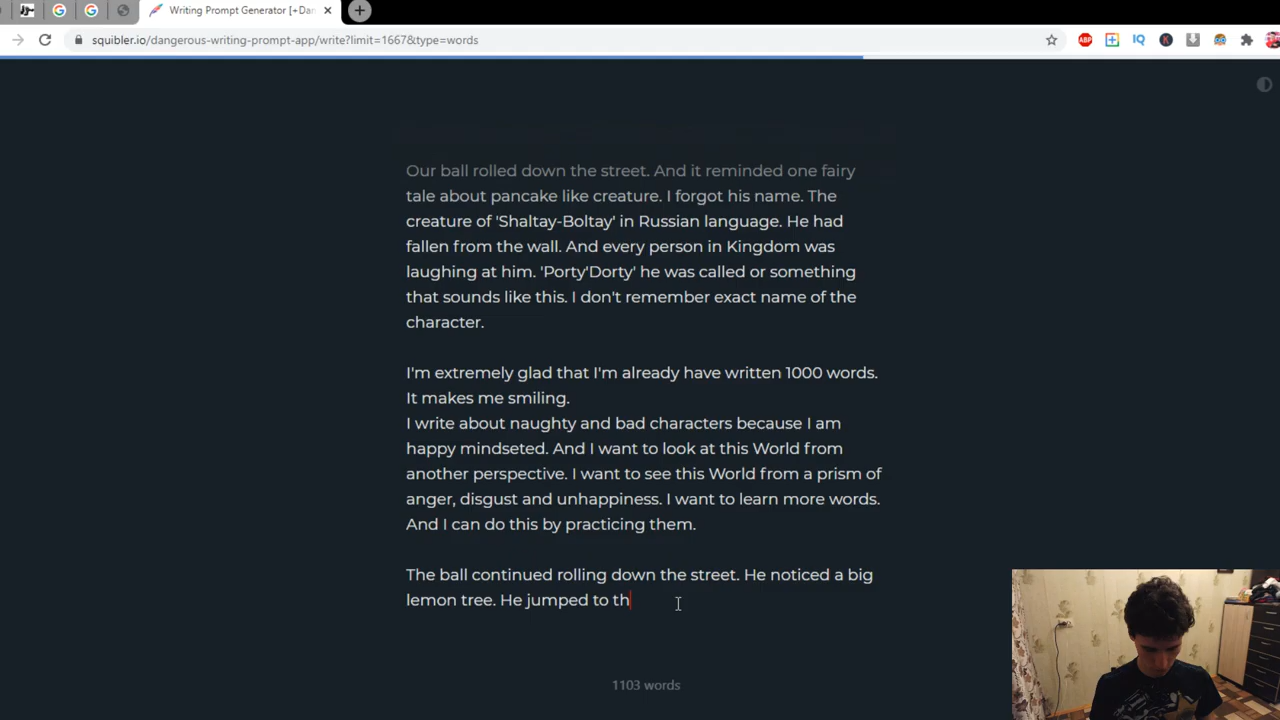 Writing Prompt Generator [+Dan
squibler.io/dangerous-writing-prompt-app/write?limit=1667&type=words
ABP
IQ
K
Our ball rolled down the street. And it reminded one fairy
tale about pancake like creature. I forgot his name. The
creature of 'Shaltay-Boltay' in Russian language. He had
fallen from the wall. And every person in Kingdom was
laughing at him. 'Porty'Dorty' he was called or something
that sounds like this. I don't remember exact name of the
character.
I'm extremely glad that I'm already have written 1000 words.
It makes me smiling.
I write about naughty and bad characters because I am
happy mindseted. And I want to look at this World from
another perspective. I want to see this World from a prism of
anger, disgust and unhappiness. I want to learn more words.
And I can do this by practicing them.
The ball continued rolling down the street. He noticed a big
lemon tree. He jumped to th
1103 words